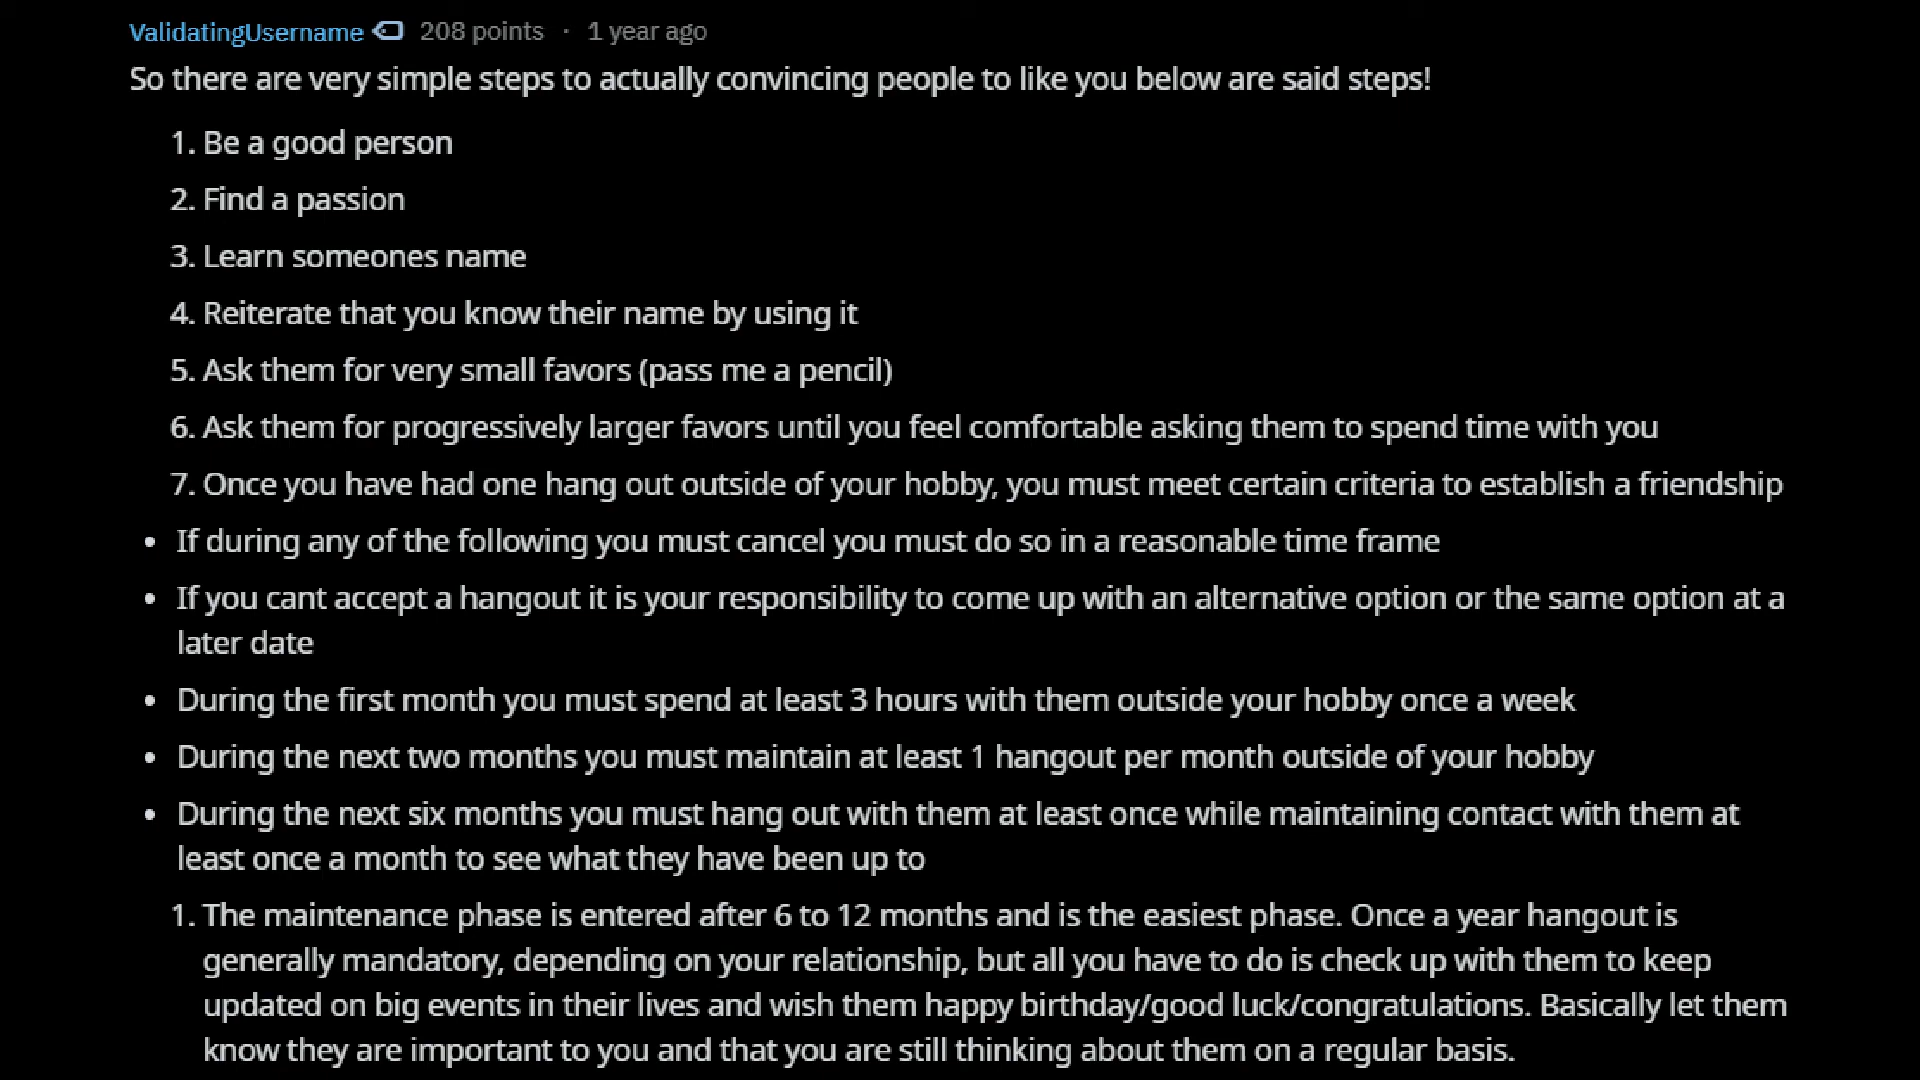 ValidatingUsername 208 points · 1 year ago
So there are very simple steps to actually convincing people to like you below are said steps!
1. Be a good person
2. Find a passion
3. Learn someones name
4. Reiterate that you know their name by using it
5. Ask them for very small favors (pass me a pencil)
6. Ask them for progressively larger favors until you feel comfortable asking them to spend time with you
7. Once you have had one hang out outside of your hobby, you must meet certain criteria to establish a friendship
• If during any of the following you must cancel you must do so in a reasonable time frame
• If you cant accept a hangout it is your responsibility to come up with an alternative option or the same option at a
later date
• During the first month you must spend at least 3 hours with them outside your hobby once a week
• During the next two months you must maintain at least 1 hangout per month outside of your hobby
• During the next six months you must hang out with them at least once while maintaining contact with them at
least once a month to see what they have been up to
1. The maintenance phase is entered after 6 to 12 months and is the easiest phase. Once a year hangout is
generally mandatory, depending on your relationship, but all you have to do is check up with them to keep
updated on big events in their lives and wish them happy birthday/good luck/congratulations. Basically let them
know they are important to you and that you are still thinking about them on a regular basis.